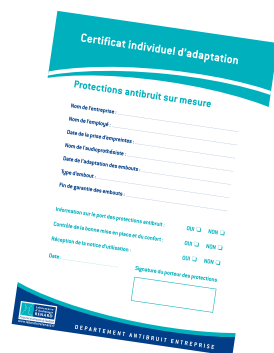 Certificat individuel d'adaptation
Protections antibruit sur mesure
Nom de l'entreprise :
Nom de l'employé :
Date de la prise d'empreintes :
Nom de l'audioprothésiste :
Date de l'adaptation des embouts :
Type d'embout :
Fin de garantie des embouts :
Information sur le port des protections antibruit : OUI ❑ NON ❑
Contrôle de la bonne mise en place et du confort : OUI ❑ NON ❑
Réception de la notice d'utilisation : OUI ❑ NON ❑
Date :
Signature du porteur des protections
RENARD
DEPARTEMENT ANTIBRUIT ENTREPRISE